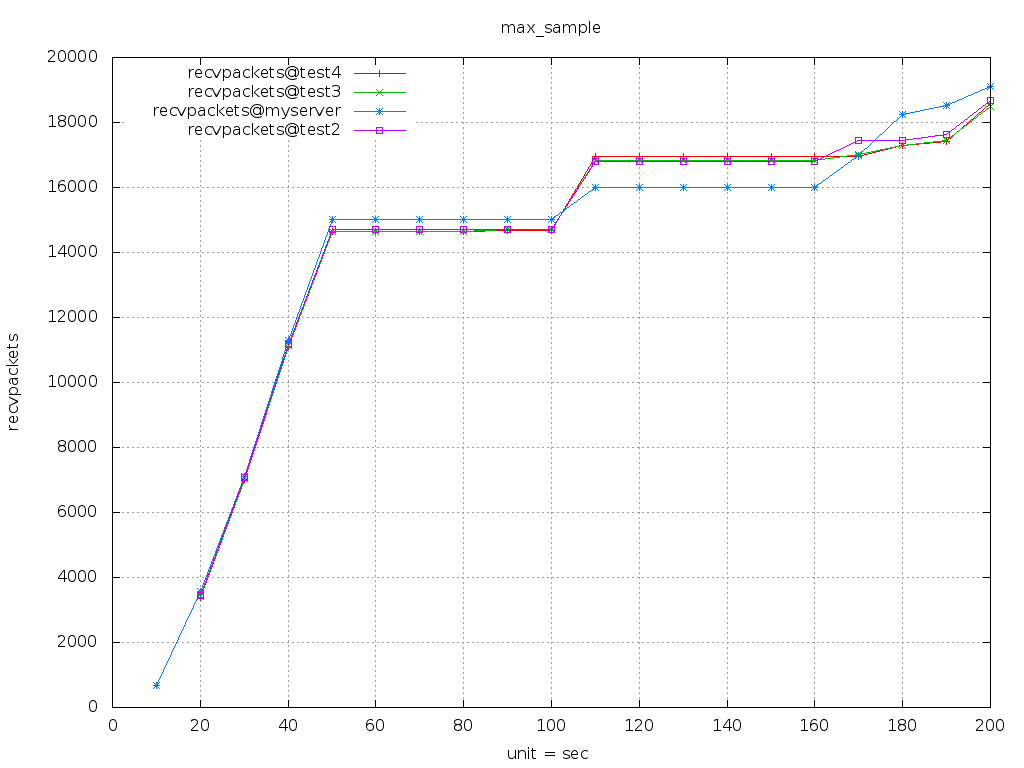 max_sample
20000
18000
16000
14000
12000
10000
8000
6000
4000
2000
0
recvpackets@test4
recvpackets@test3
recvpackets@myserver
recvpackets@test2
recvpackets
0 20 40 60 80 100 120 140 160 180 200
unit = sec